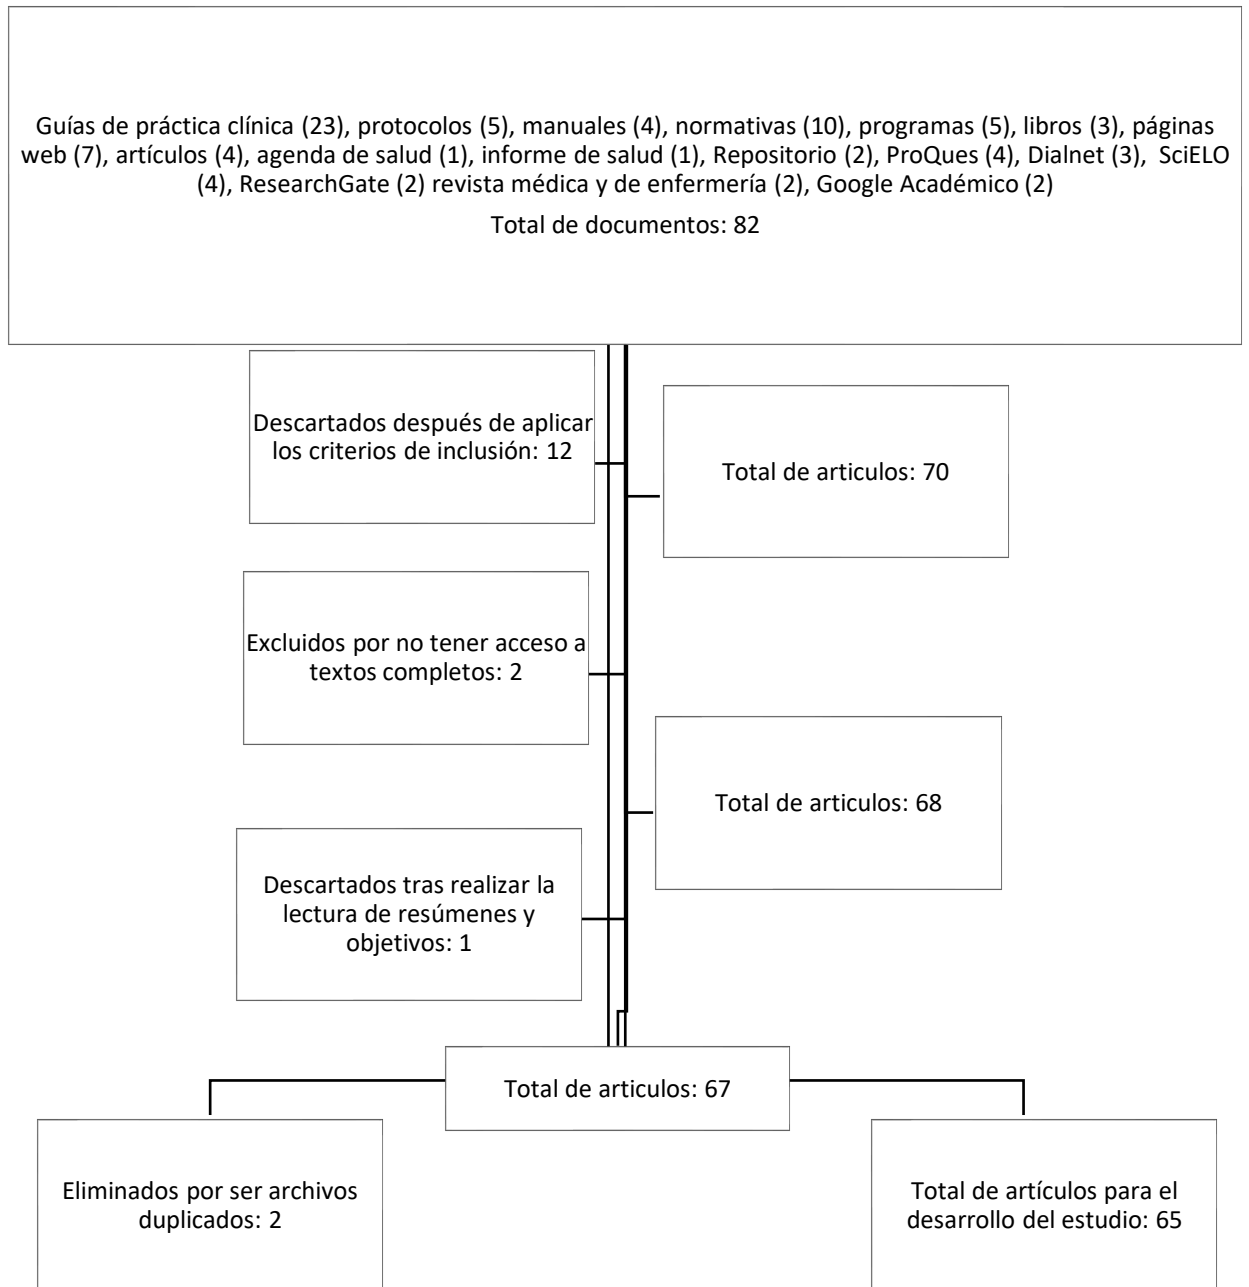 Guías de práctica clínica (23), protocolos (5), manuales (4), normativas (10), programas (5), libros (3), páginas
web (7), artículos (4), agenda de salud (1), informe de salud (1), Repositorio (2), ProQues (4), Dialnet (3), SciELO
(4), ResearchGate (2) revista médica y de enfermería (2), Google Académico (2)
Total de documentos: 82
Descartados después de aplicar
los criterios de inclusión: 12
Total de articulos: 70
Excluidos por no tener acceso a
textos completos: 2
Total de articulos: 68
Descartados tras realizar la
lectura de resúmenes y
objetivos: 1
Total de articulos: 67
Eliminados por ser archivos
duplicados: 2
Total de artículos para el
desarrollo del estudio: 65